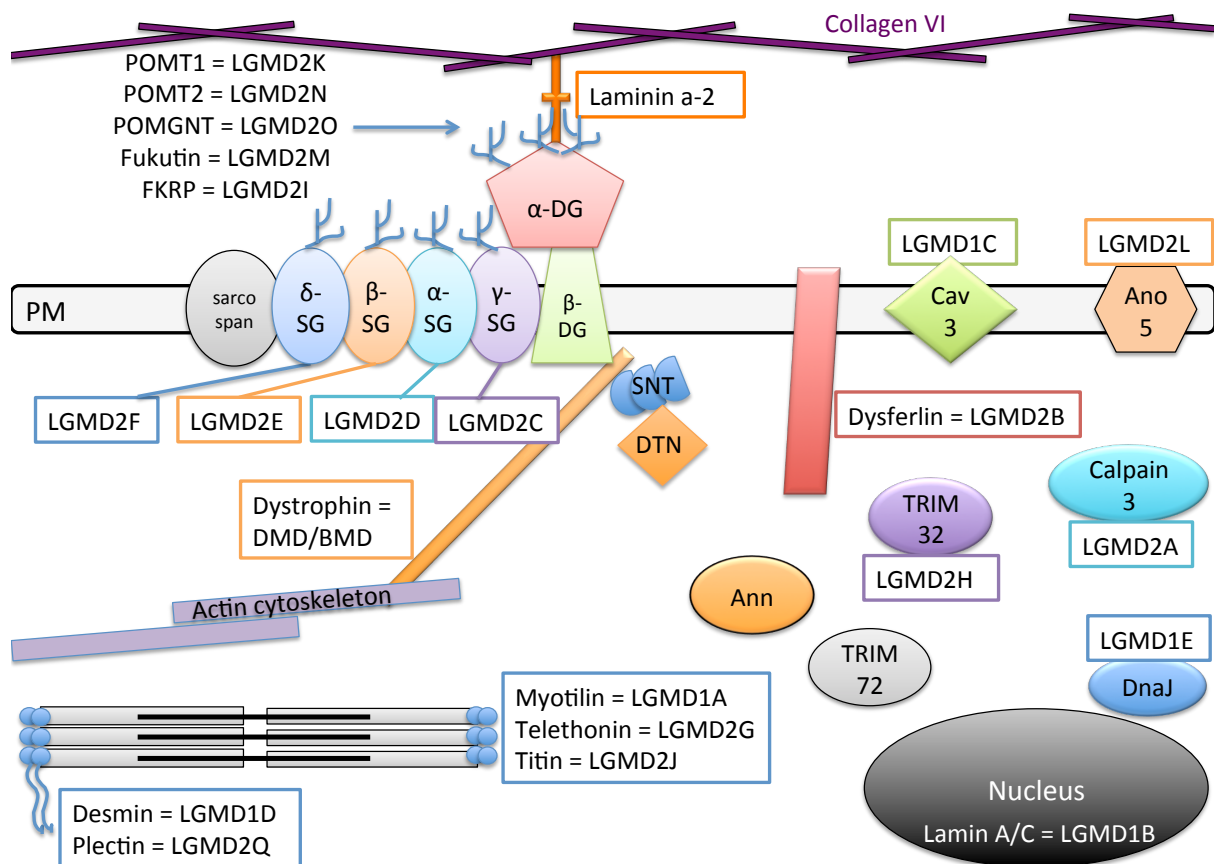 Collagen VI
POMT1 = LGMD2K
POMT2 = LGMD2N
POMGNT = LGMD2O
Fukutin = LGMD2M
FKRP = LGMD2I
Laminin a-2
α-DG
LGMD1C
LGMD2L
PM
sarco
span
δ-
SG
β-
SG
α-
SG
γ-
SG
β-
DG
Cav
3
Ano
5
LGMD2F
LGMD2E
LGMD2D
LGMD2C
SNT
DTN
Dysferlin = LGMD2B
Dystrophin =
DMD/BMD
TRIM
32
LGMD2H
Calpain
3
LGMD2A
Actin cytoskeleton
Ann
TRIM
72
LGMD1E
DnaJ
Myotilin = LGMD1A
Telethonin = LGMD2G
Titin = LGMD2J
Desmin = LGMD1D
Plectin = LGMD2Q
Nucleus
Lamin A/C = LGMD1B